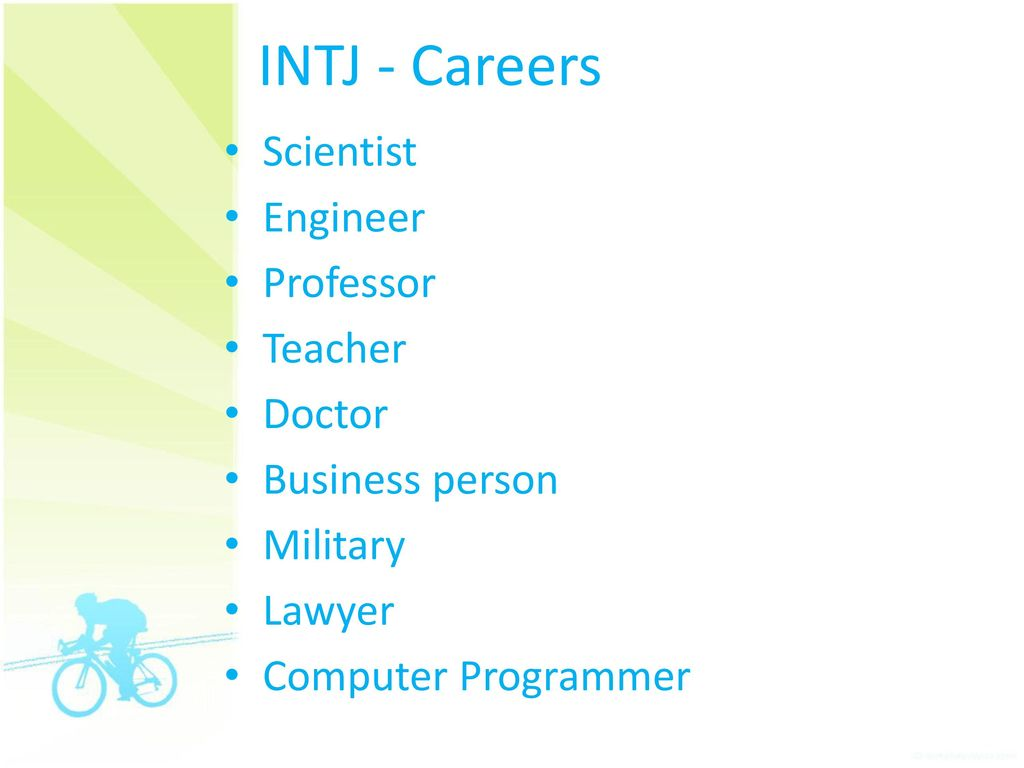 INTJ - Careers
• Scientist
• Engineer
• Professor
• Teacher
• Doctor
• Business person
• Military
• Lawyer
• Computer Programmer